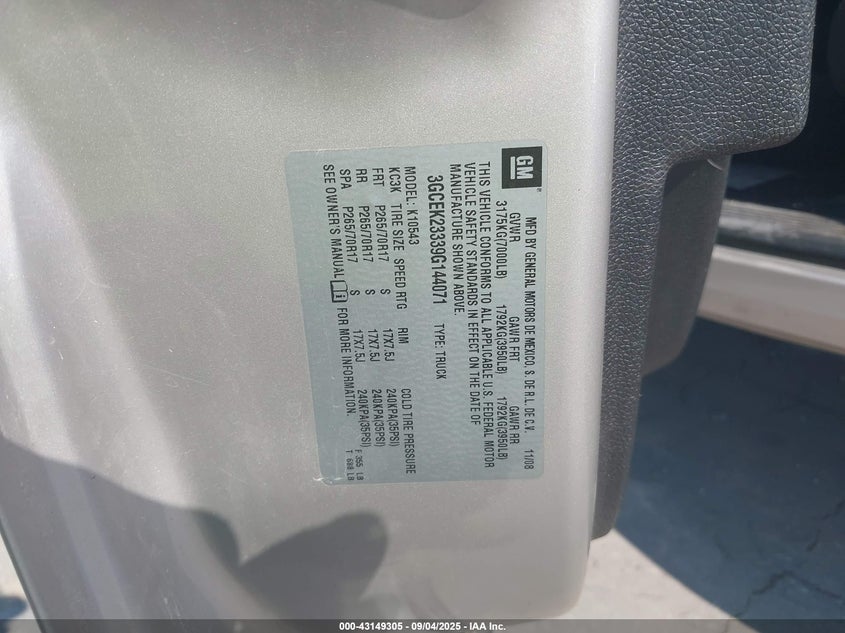 GM
®
MFD BY GENERAL MOTORS DE MEXICO, S. DE R.L. DE C.V.
GVWR GAWR FRT GAWR RR 11/08
3175KG(7000LB) 1792KG(3950LB) 1792KG(3950LB)
THIS VEHICLE CONFORMS TO ALL APPLICABLE U.S. FEDERAL MOTOR
VEHICLE SAFETY STANDARDS IN EFFECT ON THE DATE OF
MANUFACTURE SHOWN ABOVE.
3GCEK23339G144071 TYPE: TRUCK
MODEL: K10543
KC3K TIRE SIZE SPEED RTG RIM COLD TIRE PRESSURE
FRT P265/70R17 S 17X7.5J 240KPA(35PSI)
RR P265/70R17 S 17X7.5J 240KPA(35PSI)
SPA P265/70R17 S 17X7.5J 240KPA(35PSI) F 355 LB
SEE OWNER'S MANUAL i FOR MORE INFORMATION. T 688 LB
000-43149305 - 09/04/2025 - IAA Inc.